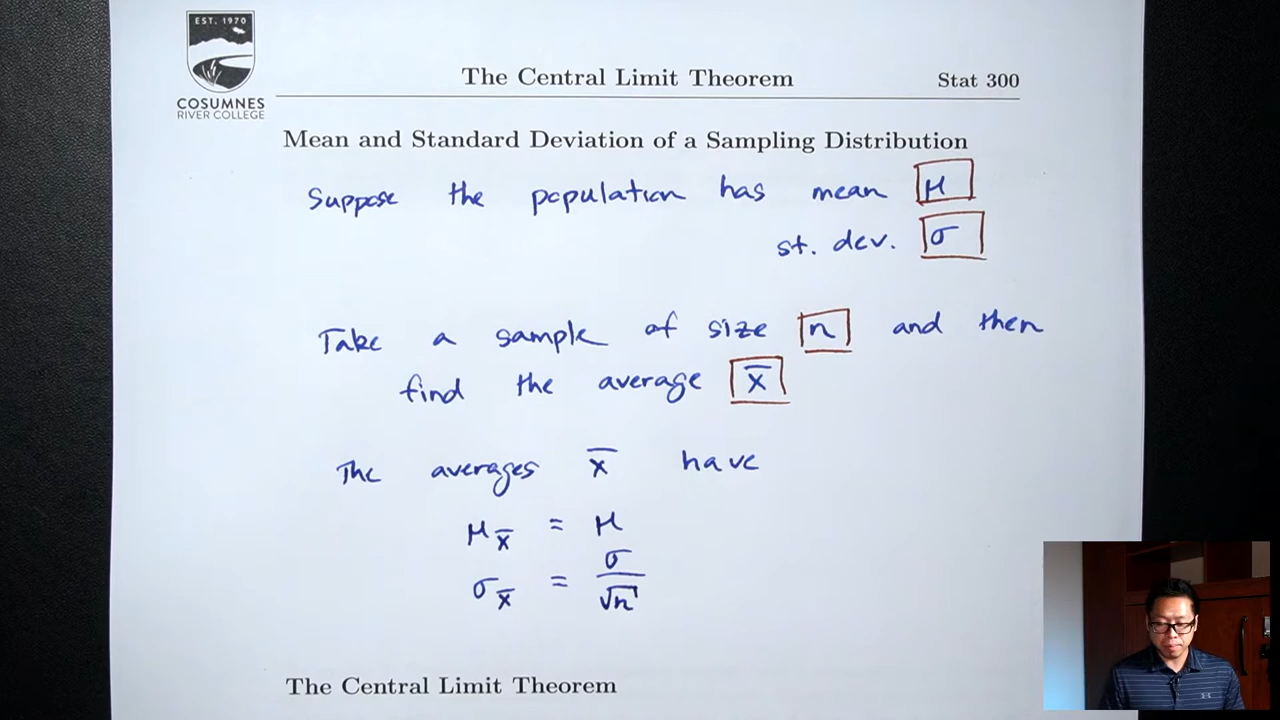 EST. 1970
COSUMNES
RIVER COLLEGE
The Central Limit Theorem Stat 300
Mean and Standard Deviation of a Sampling Distribution
Suppose the population has mean μ
st. dev. σ
Take a sample of size n and then
find the average x̅
The averages x̅ have
μx̅ = μ
σx̅ = σ/√n
The Central Limit Theorem